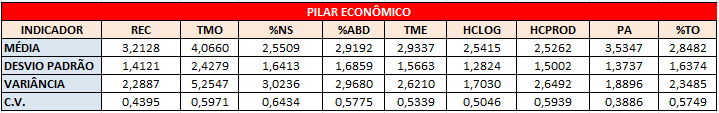 PILAR ECONÔMICO
INDICADOR REC TMO %NS %ABD TME HCLOG HCPROD PA %TO
MÉDIA 3,2128 4,0660 2,5509 2,9192 2,9337 2,5415 2,5262 3,5347 2,8482
DESVIO PADRÃO 1,4121 2,4279 1,6413 1,6859 1,5663 1,2824 1,5002 1,3737 1,6374
VARIÂNCIA 2,2887 5,2547 3,0236 2,9680 2,6210 1,7030 2,6492 1,8896 2,3485
C.V. 0,4395 0,5971 0,6434 0,5775 0,5339 0,5046 0,5939 0,3886 0,5749